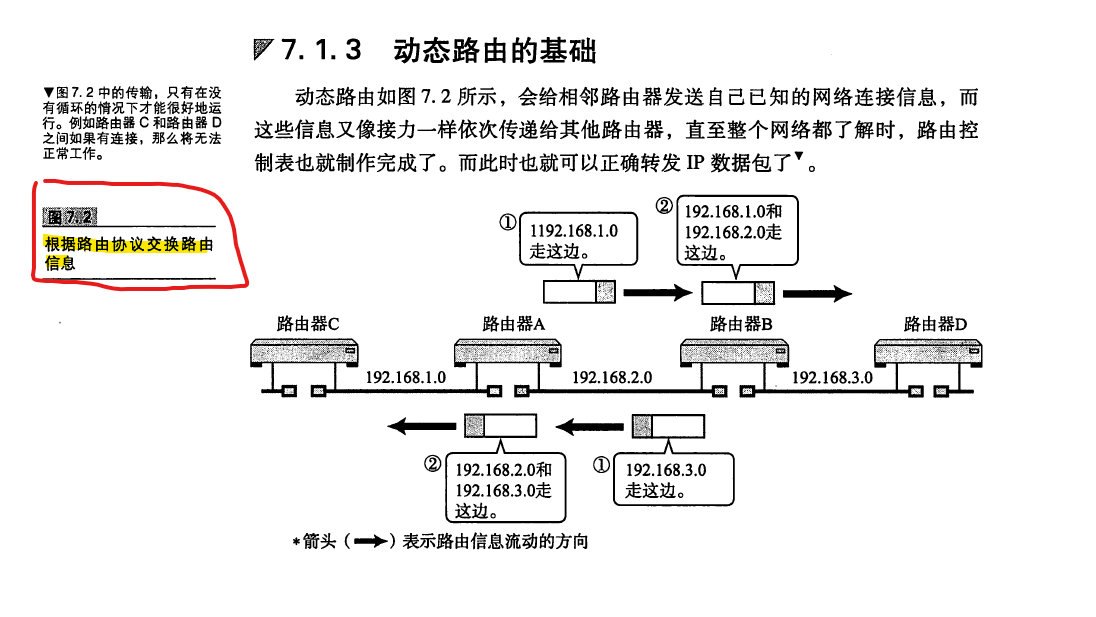 7.1.3 动态路由的基础
▼图7.2中的传输，只有在没
有循环的情况下才能很好地运
行。例如路由器C和路由器D
之间如果有连接，那么将无法
正常工作。
动态路由如图7.2所示，会给相邻路由器发送自己已知的网络连接信息，而
这些信息又像接力一样依次传递给其他路由器，直至整个网络都了解时，路由控
制表也就制作完成了。而此时也就可以正确转发 IP 数据包了▼。
图7.2
根据路由协议交换路由
信息
①
1192.168.1.0
走这边。
②
192.168.1.0和
192.168.2.0走
这边。
路由器C
路由器A
路由器B
路由器D
192.168.1.0
192.168.2.0
192.168.3.0
②
192.168.2.0和
192.168.3.0走
这边。
①
192.168.3.0
走这边。
*箭头（➡）表示路由信息流动的方向